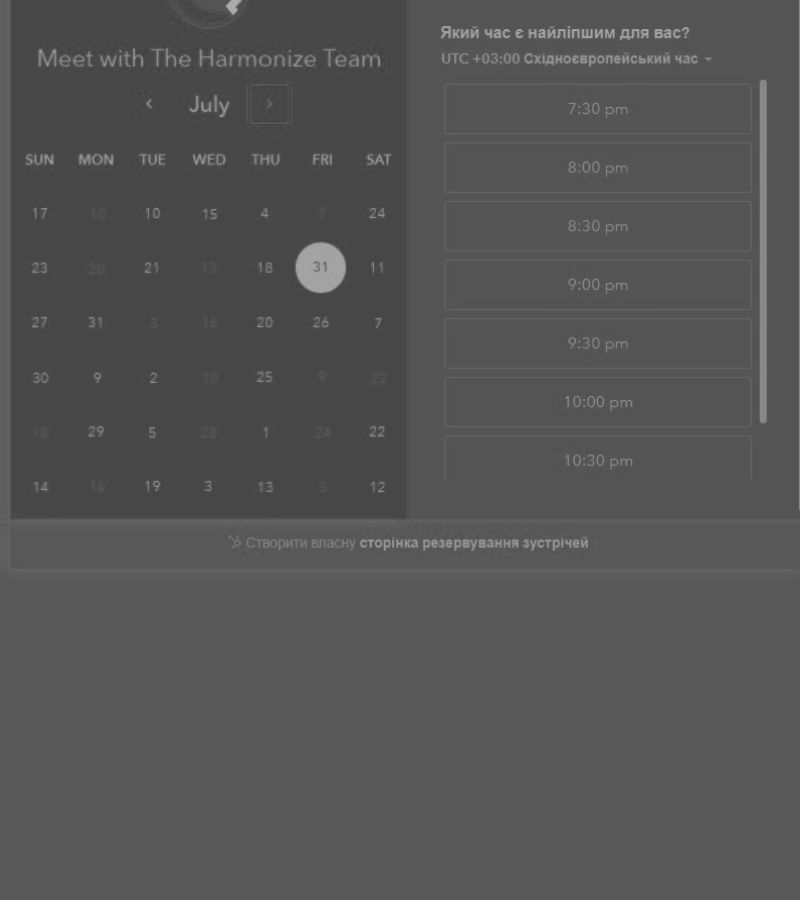 Meet with The Harmonize Team
July
SUN MON TUE WED THU FRI SAT
17 10 10 15 4 7 24
23 20 21 13 18 31 11
27 31 3 16 20 26 7
30 9 2 10 25 9 22
18 29 5 28 1 24 22
14 16 19 3 13 3 12
Який час є найліпшим для вас?
UTC +03:00 Східноєвропейський час
7:30 pm
8:00 pm
8:30 pm
9:00 pm
9:30 pm
10:00 pm
10:30 pm
Створити власну сторінка резервування зустрічей